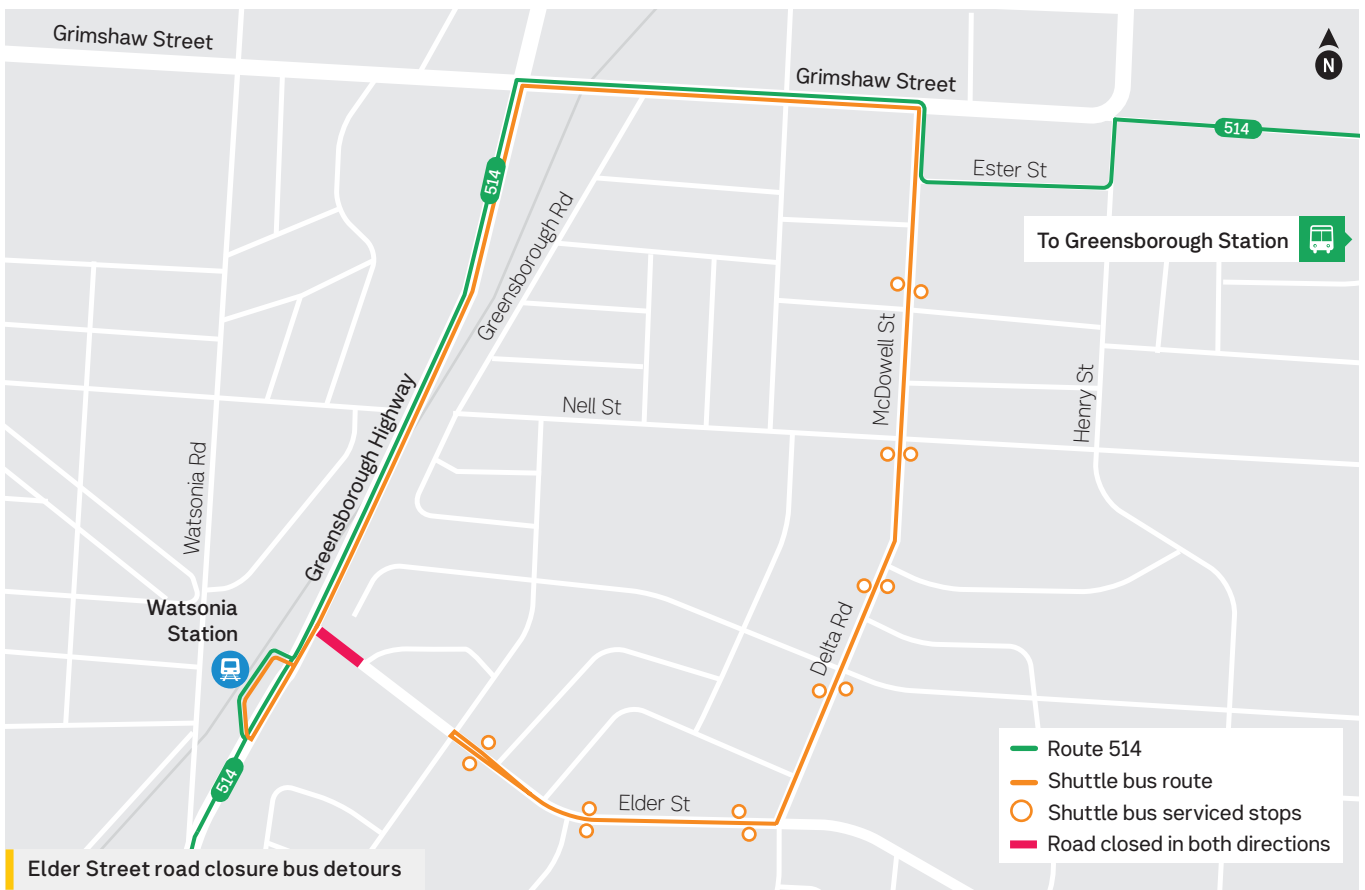 Grimshaw Street
Grimshaw Street
N
514
Ester St
514
Greensborough Rd
To Greensborough Station
McDowell St
Henry St
Nell St
Greensborough Highway
Watsonia Rd
Watsonia
Station
Delta Rd
514
Elder St
Route 514
Shuttle bus route
Shuttle bus serviced stops
Road closed in both directions
Elder Street road closure bus detours